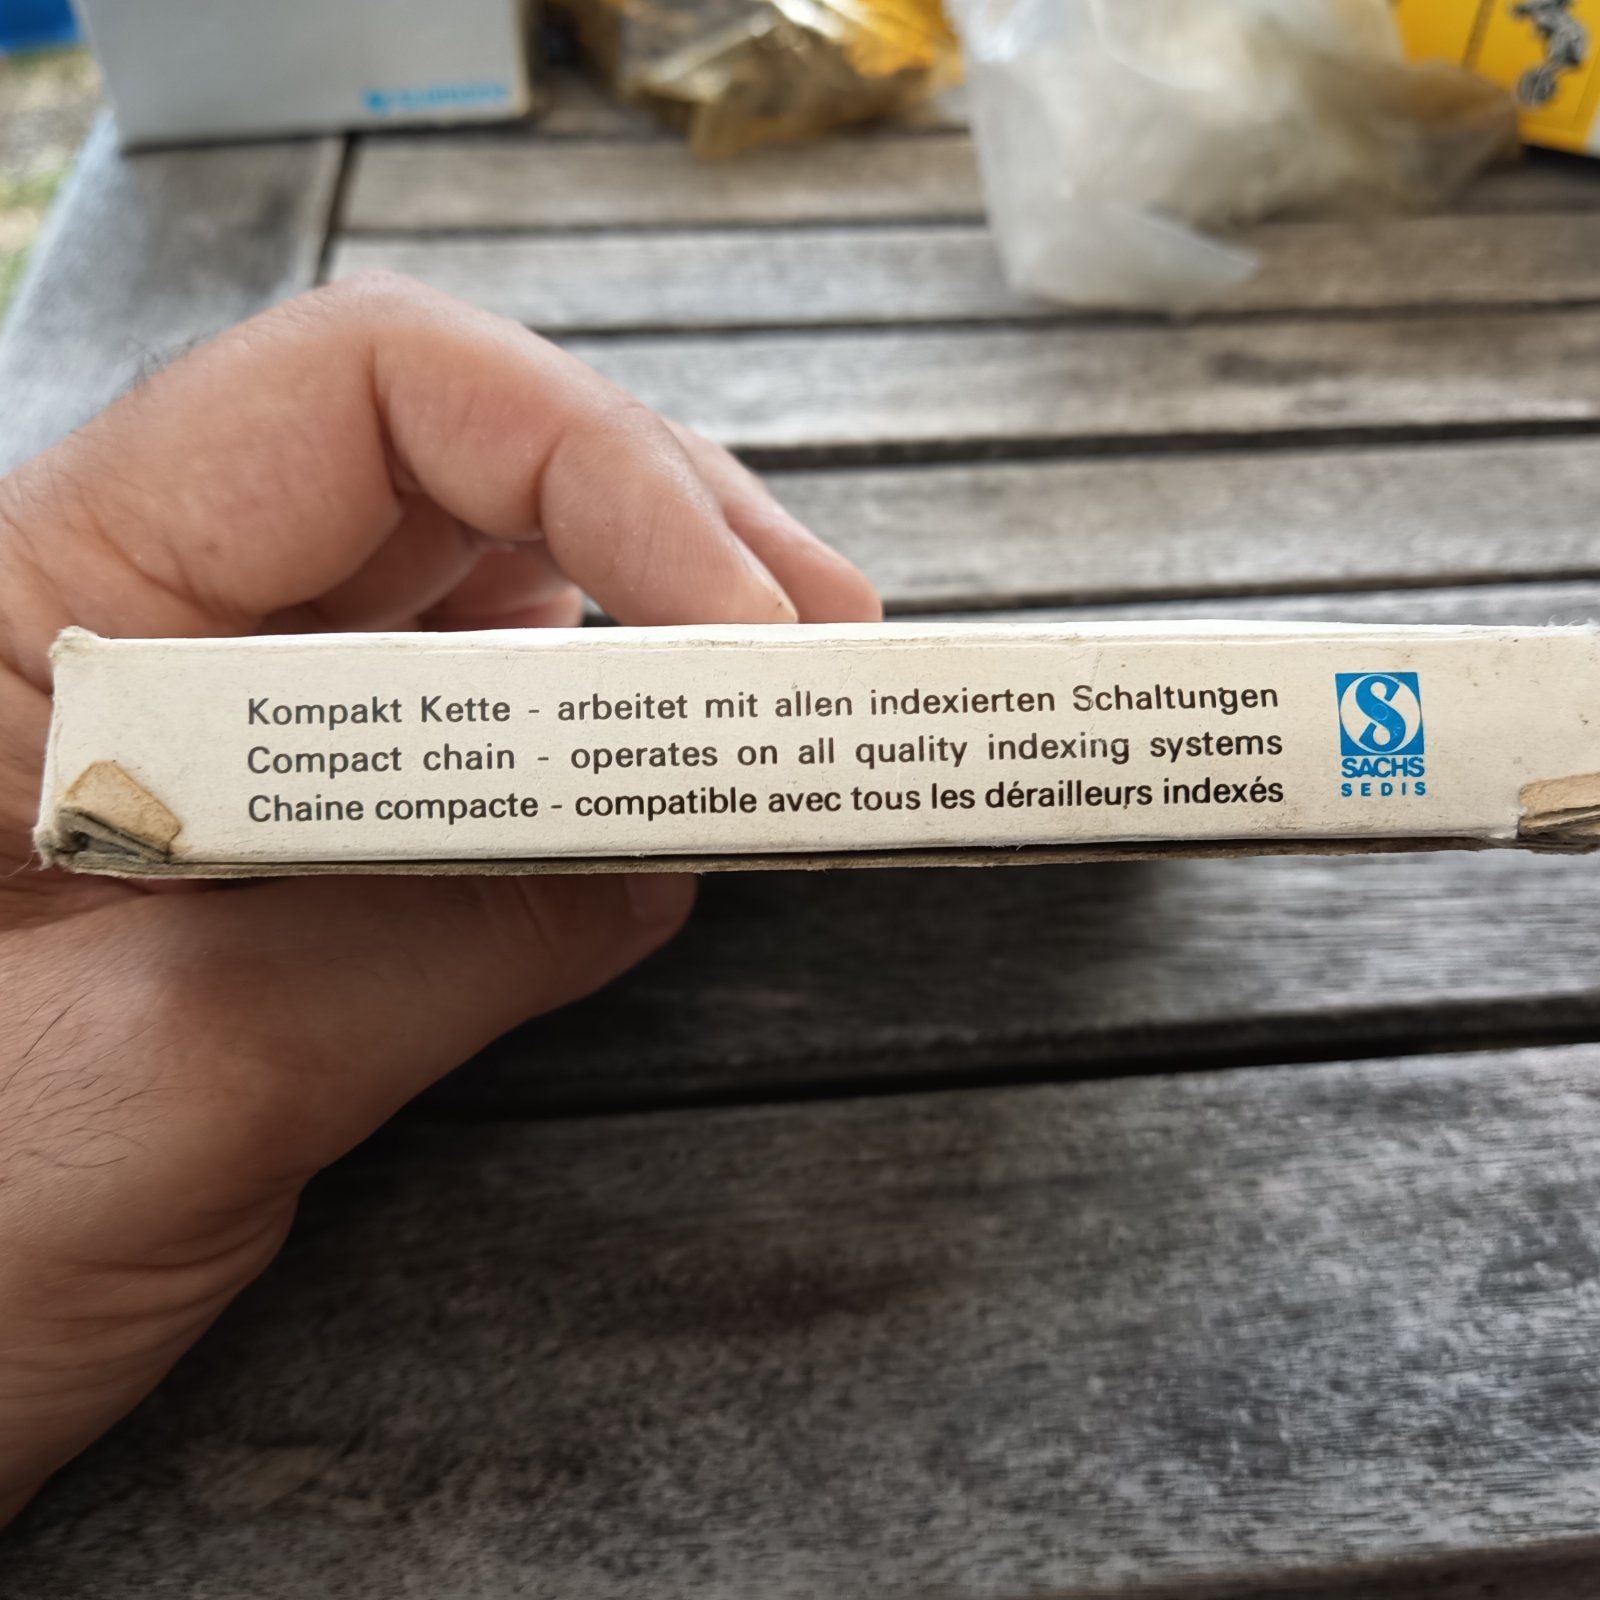 Kompakt Kette - arbeitet mit allen indexierten Schaltungen
Compact chain - operates on all quality indexing systems
Chaine compacte - compatible avec tous les dérailleurs indexés
S
SACHS
SEDIS